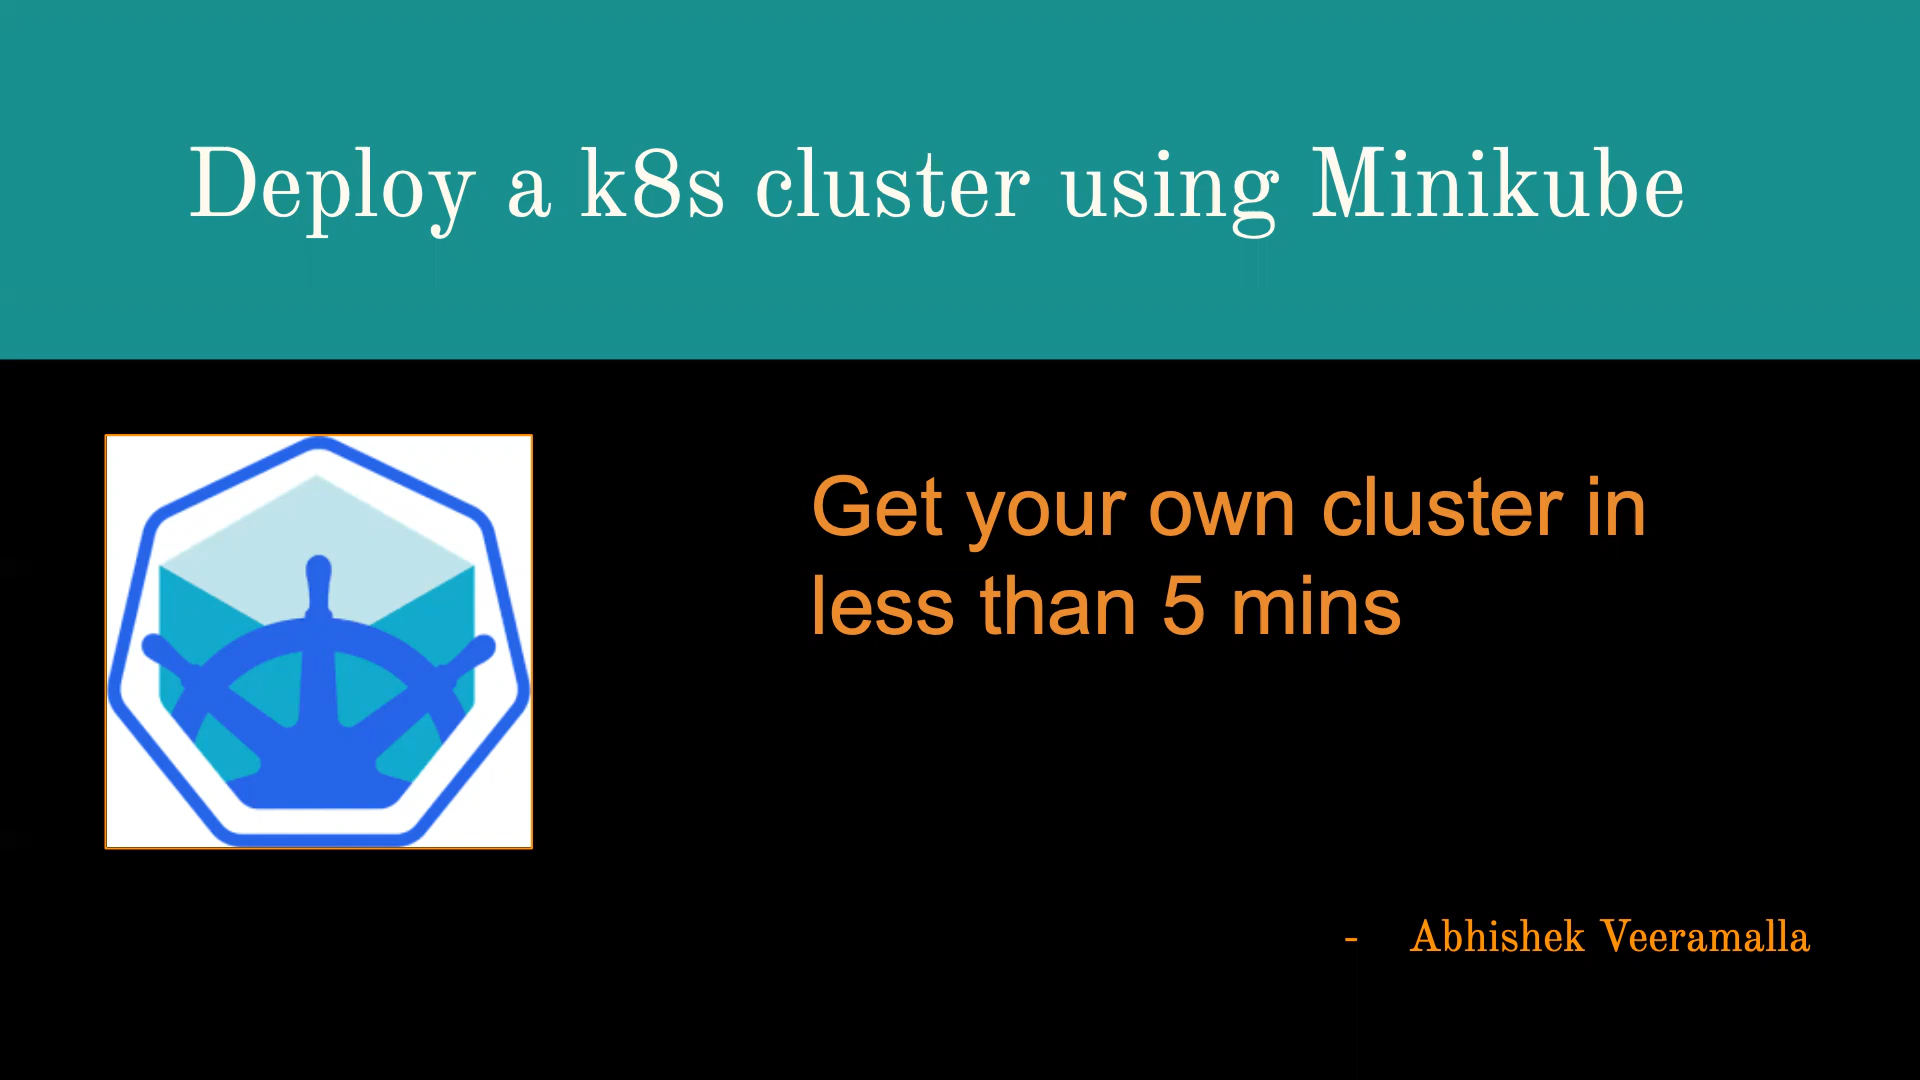 Deploy a k8s cluster using Minikube
Get your own cluster in
less than 5 mins
- Abhishek Veeramalla